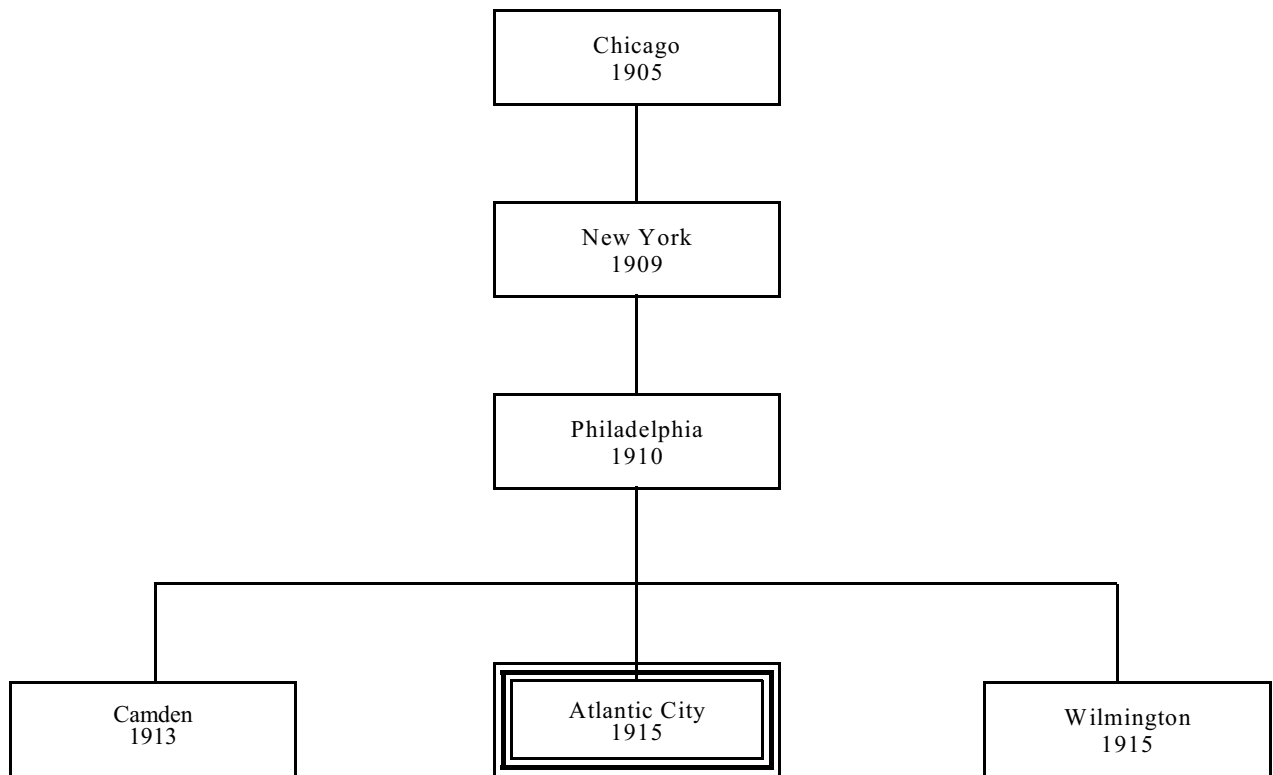 Chicago
1905
New York
1909
Philadelphia
1910
Camden
1913
Atlantic City
1915
Wilmington
1915